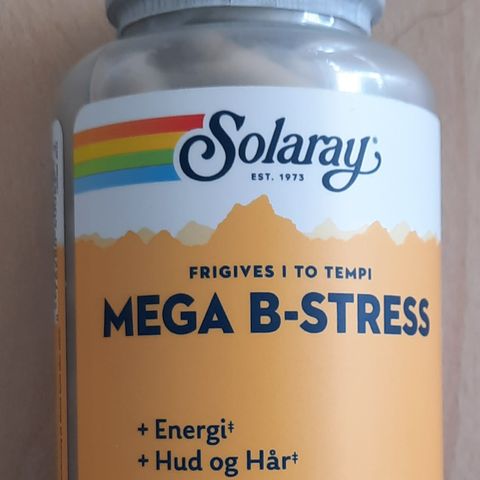 Solaray®
EST. 1973
FRIGIVES I TO TEMPI
MEGA B-STRESS
+ Energi‡
+ Hud og Hår‡